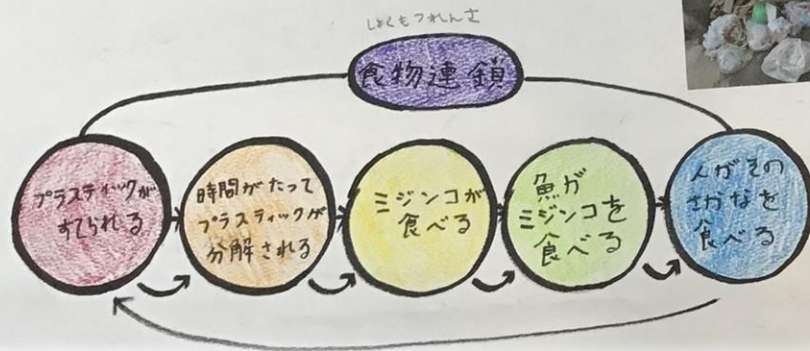 しょくもつれんさ
食物連鎖
プラスティックが
すてられる
時間がたって
プラスティックが
分解される
ミジンコが
食べる
魚が
ミジンコを
食べる
人がその
さかなを
食べる